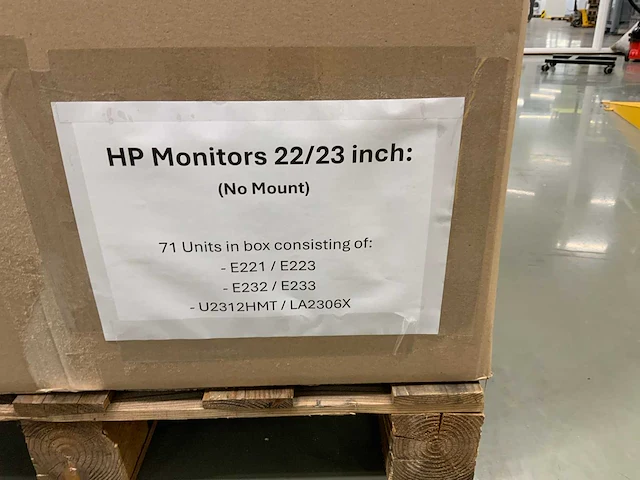 HP Monitors 22/23 inch:
(No Mount)
71 Units in box consisting of:
- E221 / E223
- E232 / E233
- U2312HMT / LA2306X